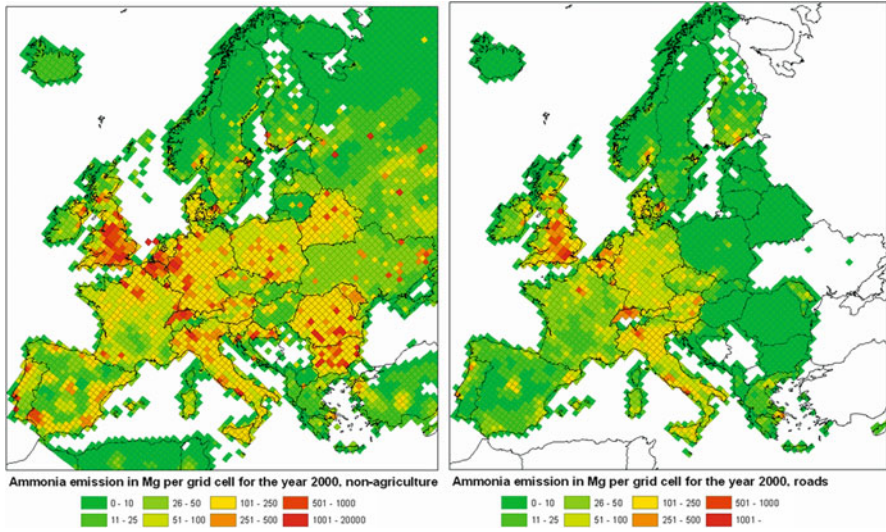 Ammonia emission in Mg per grid cell for the year 2000, non-agriculture
0 - 10 26 - 50 101 - 250 501 - 1000
11 - 25 51 - 100 251 - 500 1001 - 20000
Ammonia emission in Mg per grid cell for the year 2000, roads
0 - 10 26 - 50 101 - 250 501 - 1000
11 - 25 51 - 100 251 - 500 1001 -